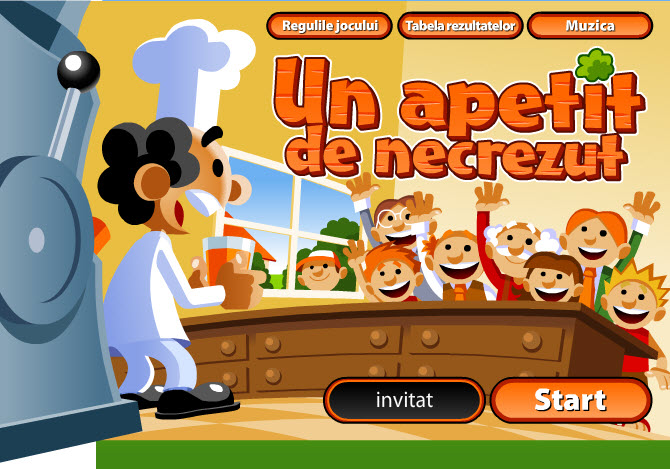 Regulile jocului
Tabela rezultatelor
Muzica
Un apetit
de necrezut
invitat
Start